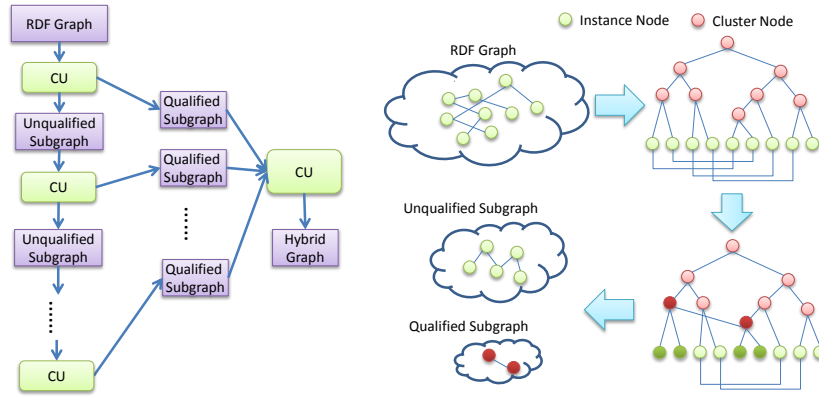 RDF Graph
CU
Unqualified
Subgraph
CU
Unqualified
Subgraph
......
CU
Qualified
Subgraph
Qualified
Subgraph
......
Qualified
Subgraph
CU
Hybrid
Graph
Instance Node
Cluster Node
RDF Graph
Unqualified Subgraph
Qualified Subgraph